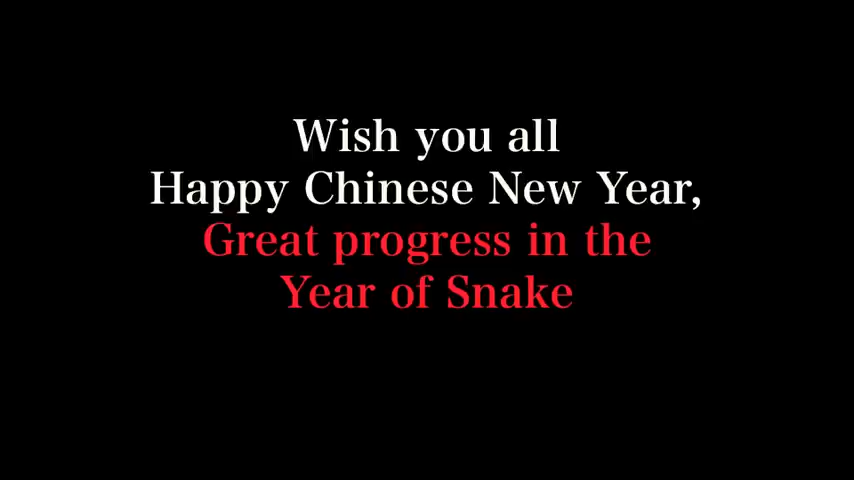 Wish you all
Happy Chinese New Year,
Great progress in the
Year of Snake